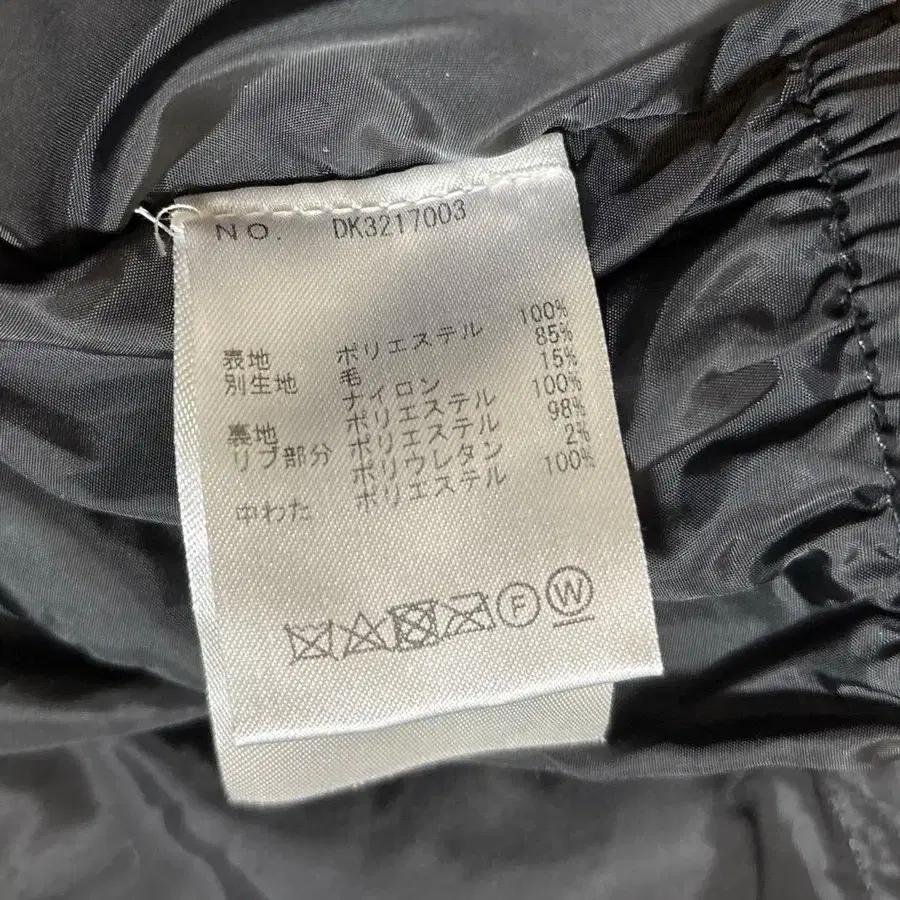 NO. DK3217003
表地 ポリエステル 100%
別生地 毛 85%
ナイロン 15%
裏地 ポリエステル 100%
リブ部分 ポリエステル 98%
ポリウレタン 2%
中わた ポリエステル 100%
F W